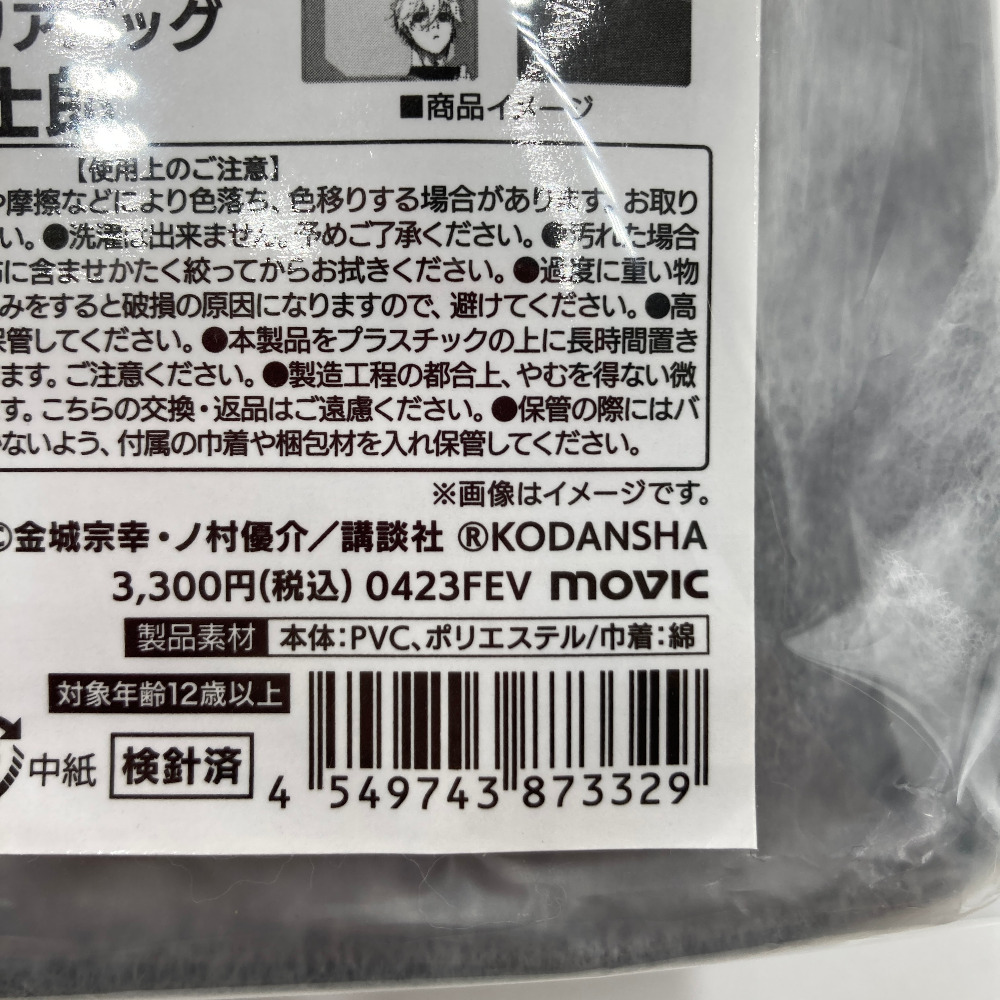 リアバッグ
士郎
■商品イメージ
【使用上のご注意】
や摩擦などにより色落ち、色移りする場合があります。お取り
い。●洗濯は出来ません。予めご了承ください。●汚れた場合
布に含ませかたく絞ってからお拭きください。●過度に重い物
みをすると破損の原因になりますので、避けてください。●高
保管してください。●本製品をプラスチックの上に長時間置き
ます。ご注意ください。●製造工程の都合上、やむを得ない微
す。こちらの交換・返品はご遠慮ください。●保管の際にはバ
かないよう、付属の巾着や梱包材を入れ保管してください。
※画像はイメージです。
©金城宗幸・ノ村優介／講談社 ®KODANSHA
3,300円(税込) 0423FEV movic
製品素材 本体：PVC、ポリエステル/巾着：綿
対象年齢12歳以上
中紙 検針済
4 549743 873329